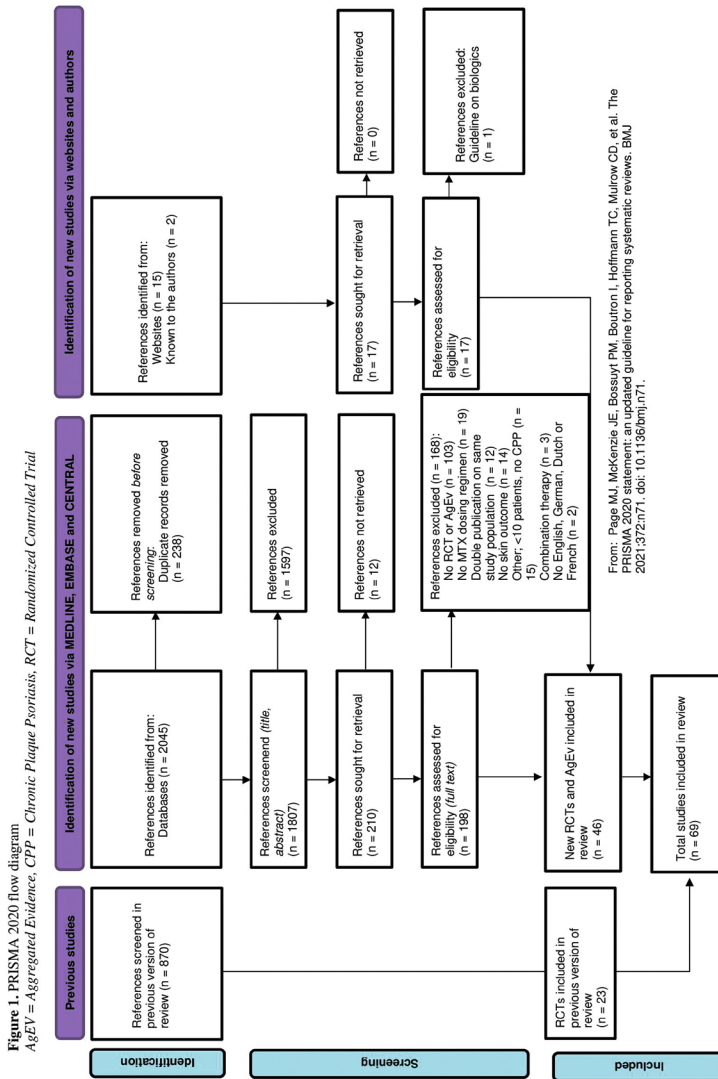 Figure 1. PRISMA 2020 flow diagram
AgEV = Aggregated Evidence, CPP = Chronic Plaque Psoriasis, RCT = Randomized Controlled Trial
Previous studies
Identification of new studies via MEDLINE, EMBASE and CENTRAL
Identification of new studies via websites and authors
Identification
References screened in
previous version of
review (n = 870)
References identified from:
Databases (n = 2045)
References removed before
screening:
Duplicate records removed
(n = 238)
References identified from:
Websites (n = 15)
Known to the authors (n = 2)
Screening
References screenend (title,
abstract)
(n = 1807)
References excluded
(n = 1597)
References sought for retrieval
(n = 210)
References not retrieved
(n = 12)
References sought for retrieval
(n = 17)
References not retrieved
(n = 0)
References assessed for
eligibility (full text)
(n = 198)
References excluded (n = 168):
No RCT or AgEv (n = 103)
No MTX dosing regimen (n = 19)
Double publication on same
study population (n = 12)
No skin outcome (n = 14)
Other; <10 patients, no CPP (n =
15)
Combination therapy (n = 3)
No English, German, Dutch or
French (n = 2)
References assessed for
eligibility
(n = 17)
References excluded:
Guideline on biologics
(n = 1)
Included
RCTs included in
previous version of
review
(n = 23)
New RCTs and AgEv included in
review
(n = 46)
Total studies included in review
(n = 69)
From: Page MJ, McKenzie JE, Bossuyt PM, Boutron I, Hoffmann TC, Mulrow CD, et al. The
PRISMA 2020 statement: an updated guideline for reporting systematic reviews. BMJ
2021;372:n71. doi: 10.1136/bmj.n71.